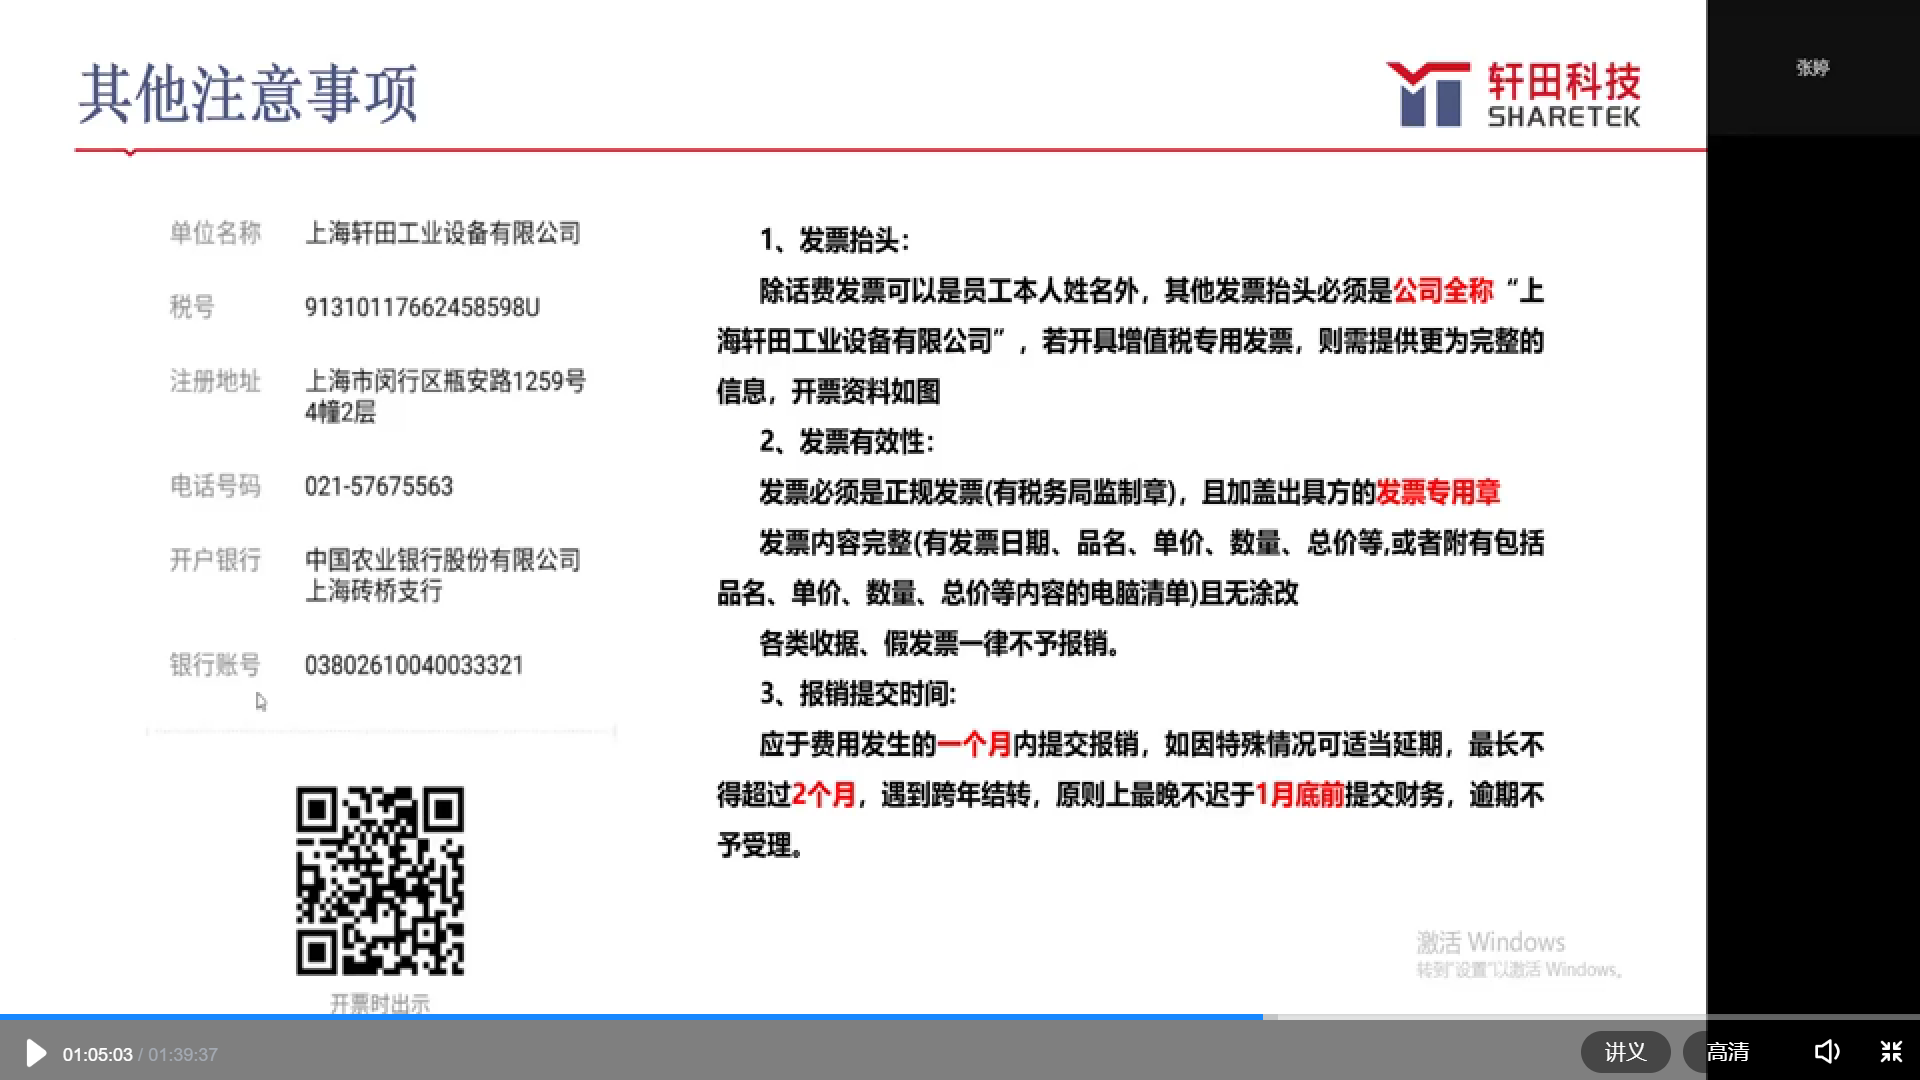 其他注意事项
轩田科技
SHARETEK
张婷
单位名称 上海轩田工业设备有限公司
税号 91310117662458598U
注册地址 上海市闵行区瓶安路1259号
4幢2层
电话号码 021-57675563
开户银行 中国农业银行股份有限公司
上海砖桥支行
银行账号 03802610040033321
开票时出示
1、发票抬头：
除话费发票可以是员工本人姓名外，其他发票抬头必须是公司全称“上
海轩田工业设备有限公司”，若开具增值税专用发票，则需提供更为完整的
信息，开票资料如图
2、发票有效性：
发票必须是正规发票(有税务局监制章)，且加盖出具方的发票专用章
发票内容完整(有发票日期、品名、单价、数量、总价等,或者附有包括
品名、单价、数量、总价等内容的电脑清单)且无涂改
各类收据、假发票一律不予报销。
3、报销提交时间:
应于费用发生的一个月内提交报销，如因特殊情况可适当延期，最长不
得超过2个月，遇到跨年结转，原则上最晚不迟于1月底前提交财务，逾期不
予受理。
激活 Windows
转到“设置”以激活 Windows。
01:05:03 / 01:39:37
讲义
高清